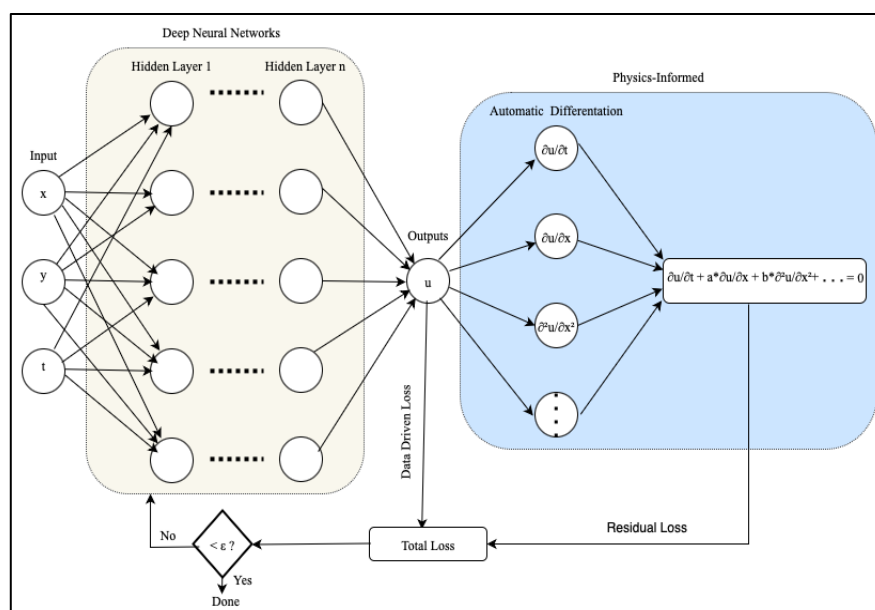 Deep Neural Networks
Hidden Layer 1
Hidden Layer n
Physics-Informed
Automatic Differentation
Input
x
y
t
Outputs
u
∂u/∂t
∂u/∂x
∂²u/∂x²
∂u/∂t + a*∂u/∂x + b*∂²u/∂x²+ . . . = 0
Data Driven Loss
Residual Loss
Total Loss
< ε ?
No
Yes
Done